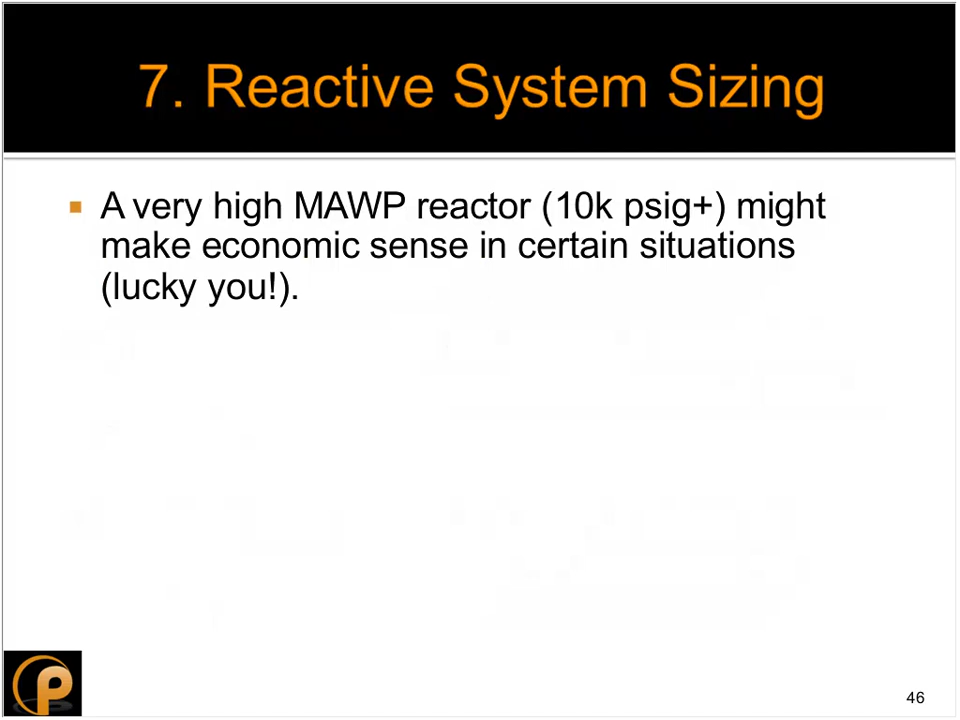 7. Reactive System Sizing
A very high MAWP reactor (10k psig+) might
make economic sense in certain situations
(lucky you!).
P
46